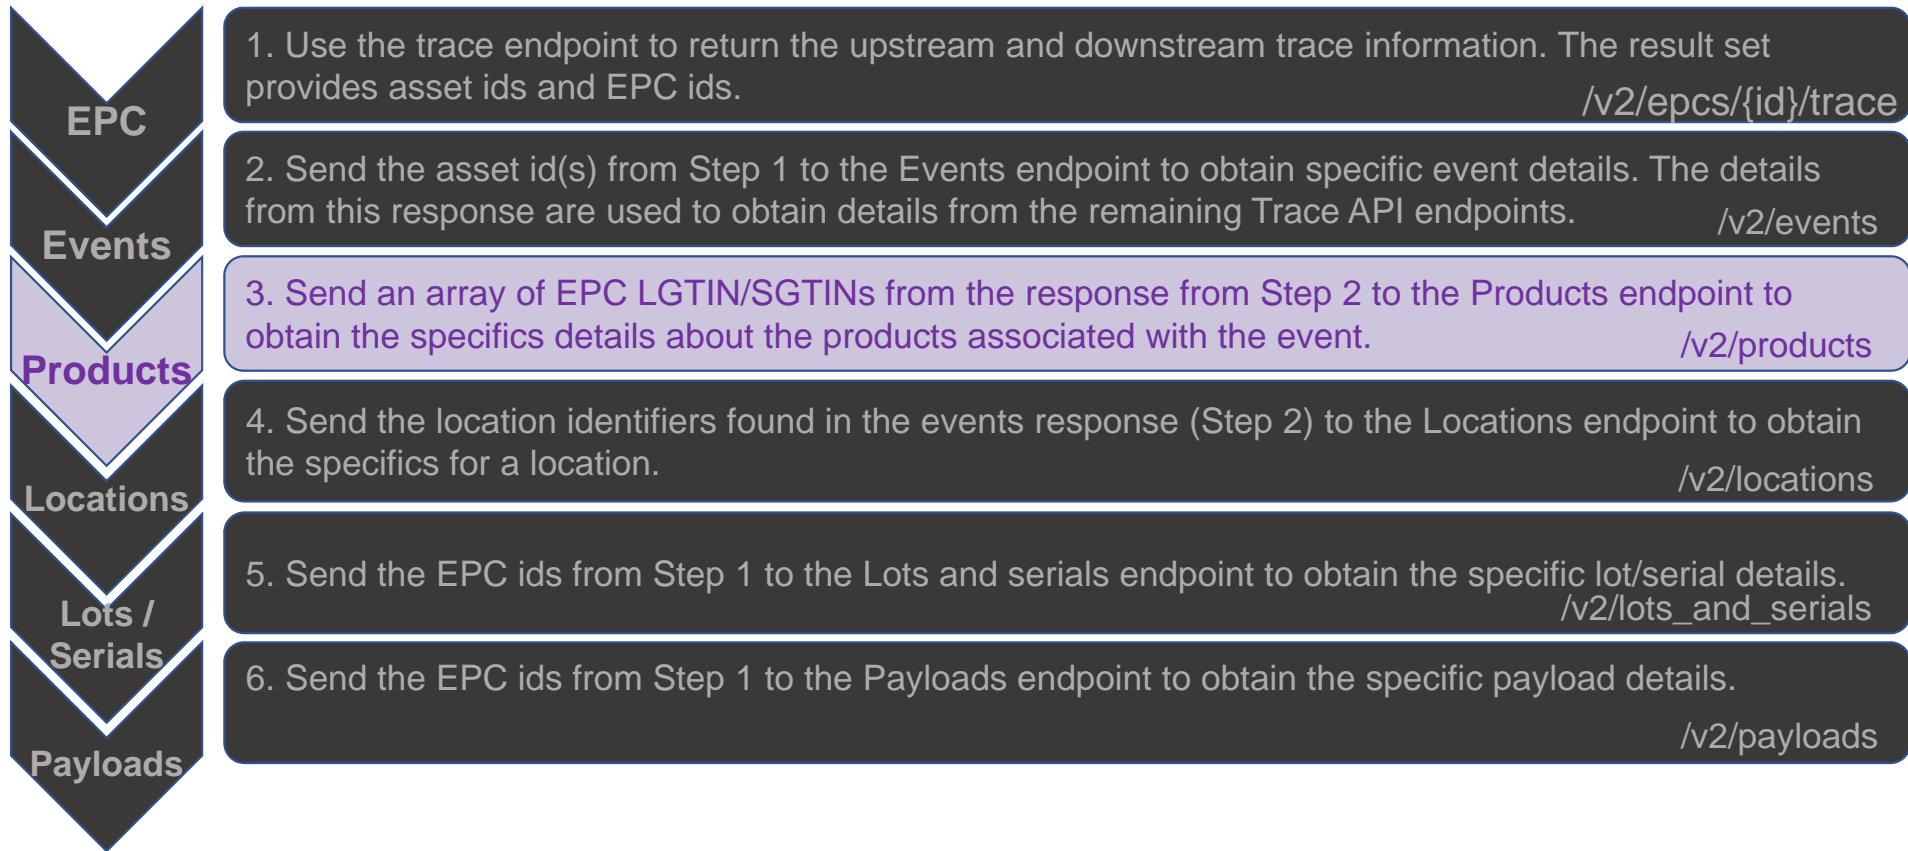 EPC
1. Use the trace endpoint to return the upstream and downstream trace information. The result set
provides asset ids and EPC ids.
/v2/epcs/{id}/trace
Events
2. Send the asset id(s) from Step 1 to the Events endpoint to obtain specific event details. The details
from this response are used to obtain details from the remaining Trace API endpoints.
/v2/events
Products
3. Send an array of EPC LGTIN/SGTINs from the response from Step 2 to the Products endpoint to
obtain the specifics details about the products associated with the event.
/v2/products
Locations
4. Send the location identifiers found in the events response (Step 2) to the Locations endpoint to obtain
the specifics for a location.
/v2/locations
Lots /
Serials
5. Send the EPC ids from Step 1 to the Lots and serials endpoint to obtain the specific lot/serial details.
/v2/lots_and_serials
Payloads
6. Send the EPC ids from Step 1 to the Payloads endpoint to obtain the specific payload details.
/v2/payloads